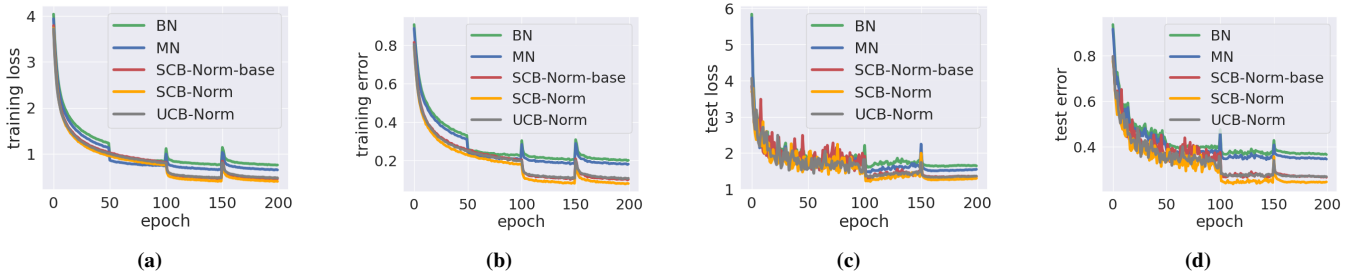 training loss
4
3
2
1
BN
MN
SCB-Norm-base
SCB-Norm
UCB-Norm
0 50 100 150 200
epoch
(a)
training error
0.8
0.6
0.4
0.2
BN
MN
SCB-Norm-base
SCB-Norm
UCB-Norm
0 50 100 150 200
epoch
(b)
test loss
6
5
4
3
2
1
BN
MN
SCB-Norm-base
SCB-Norm
UCB-Norm
0 50 100 150 200
epoch
(c)
test error
0.8
0.6
0.4
BN
MN
SCB-Norm-base
SCB-Norm
UCB-Norm
0 50 100 150 200
epoch
(d)